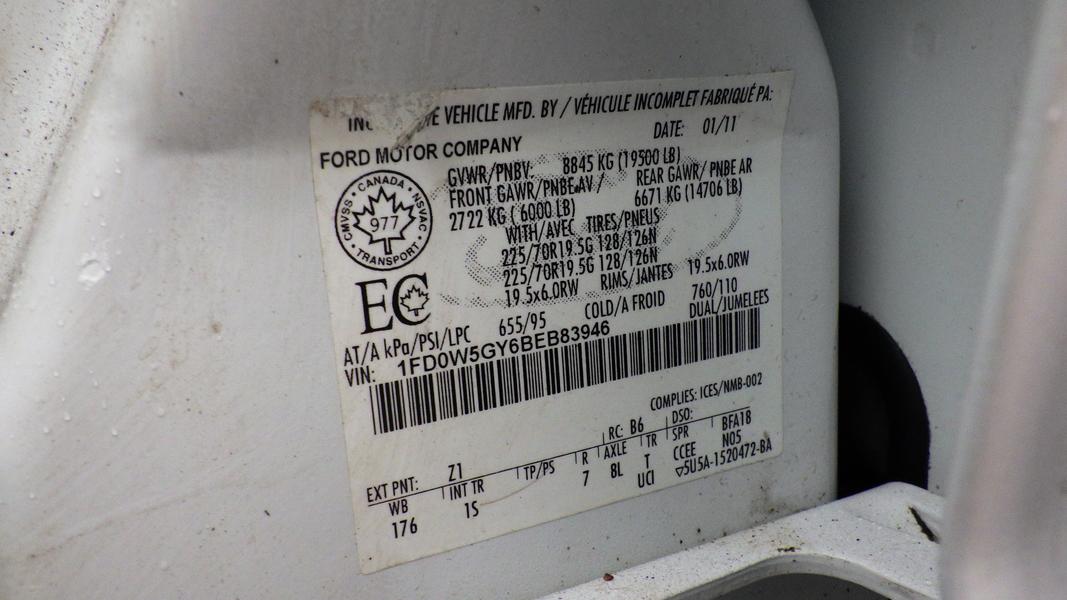 VEHICLE MFD. BY / VÉHICULE INCOMPLET FABRIQUÉ PA:
FORD MOTOR COMPANY
DATE: 01/11
GVWR/PNBV: 8845 KG (19500 LB)
FRONT GAWR/PNBE AV / REAR GAWR/ PNBE AR
2722 KG ( 6000 LB) 6671 KG (14706 LB)
WITH/AVEC TIRES/PNEUS
225/70R19.5G 128/126N
225/70R19.5G 128/126N
19.5x6.0RW RIMS/JANTES 19.5x6.0RW
AT/A kPa/PSI/LPC 655/95 COLD/A FROID 760/110
DUAL/JUMELEES
CANADA • NSVAC • TRANSPORT • CMVSS •
977
EC
VIN: 1FD0W5GY6BEB83946
COMPLIES: ICES/NMB-002
EXT PNT: Z1 RC: B6 DSO:
WB INT TR TP/PS R AXLE TR SPR BFA18
176 1S 7 8L T CCEE N05
UCI ▽5U5A-1520472-BA